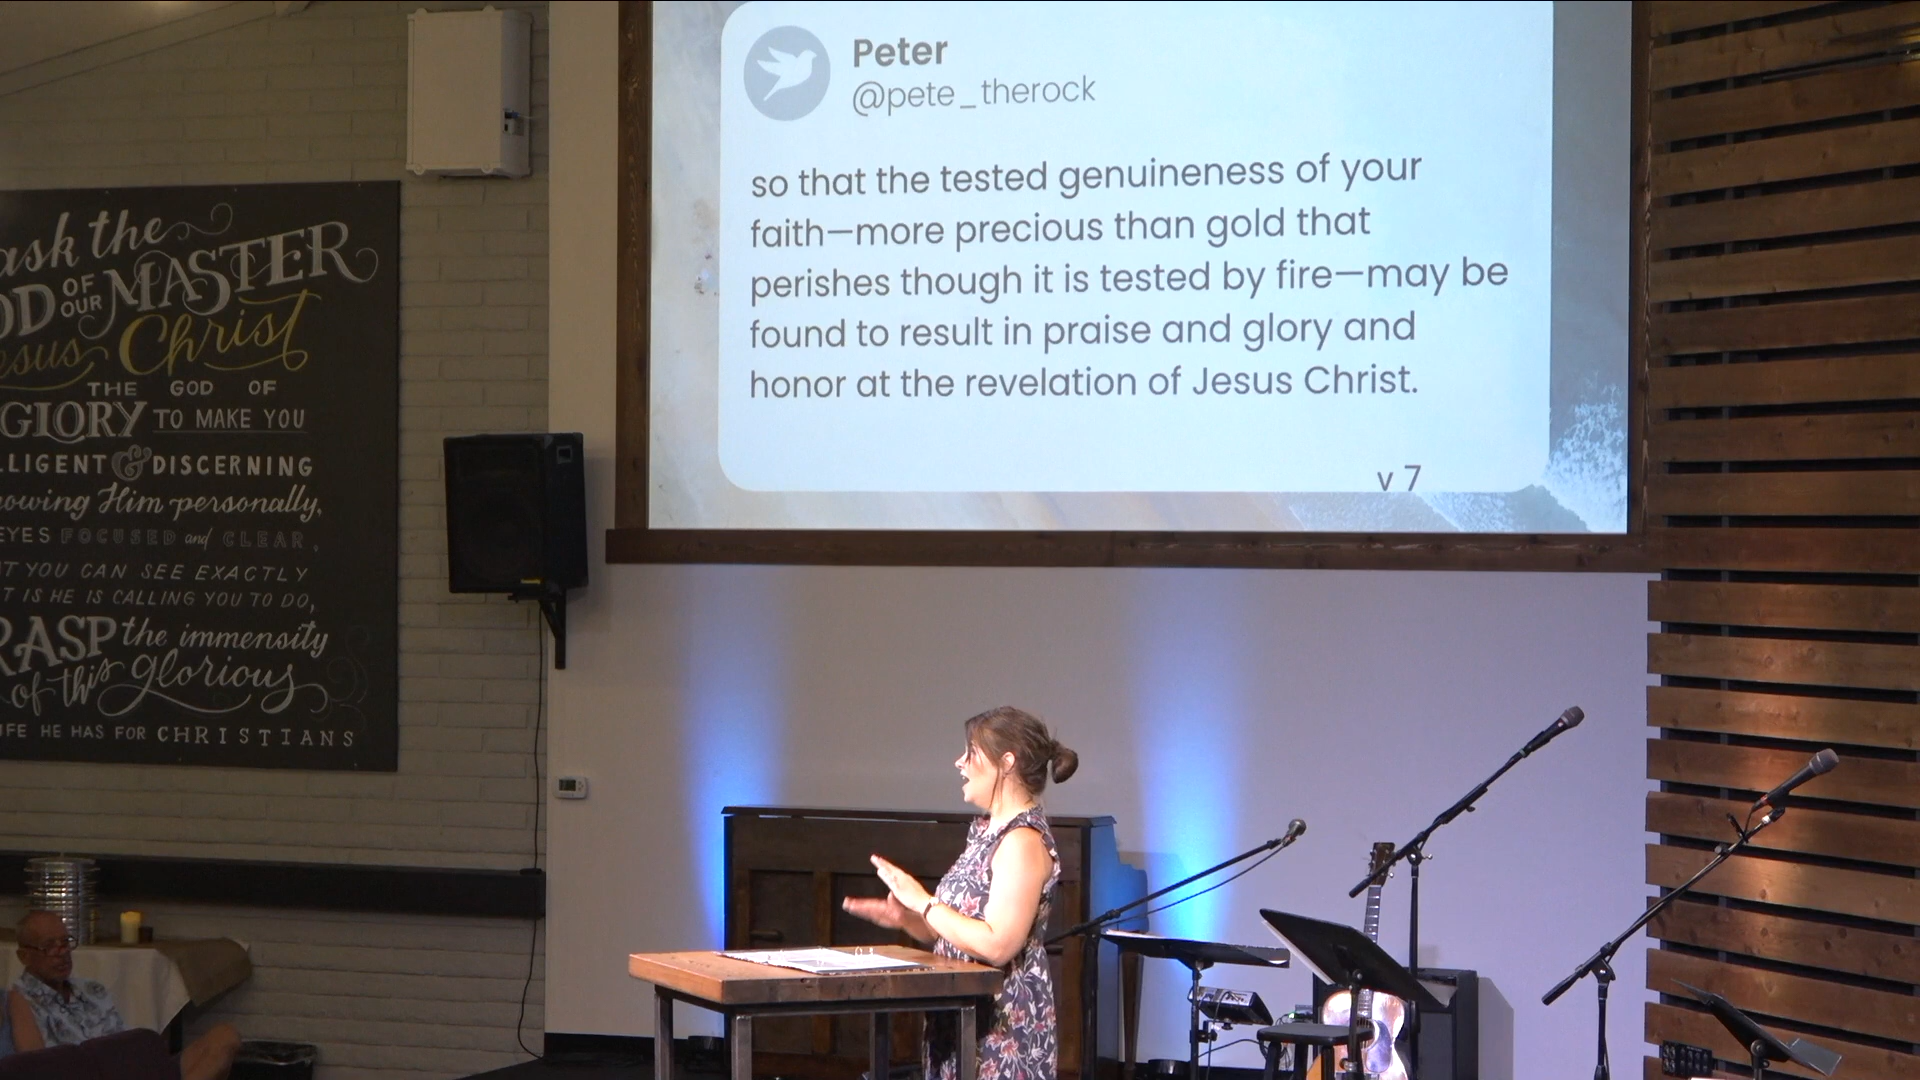 Peter
@pete_therock
so that the tested genuineness of your
faith—more precious than gold that
perishes though it is tested by fire—may be
found to result in praise and glory and
honor at the revelation of Jesus Christ.
v 7
ask the
OF OUR MASTER
Christ
THE GOD OF
GLORY TO MAKE YOU
& DISCERNING
Him personally,
EYES FOCUSED and CLEAR,
YOU CAN SEE EXACTLY
IS HE IS CALLING YOU TO DO,
the immensity
of this glorious
HE HAS FOR CHRISTIANS